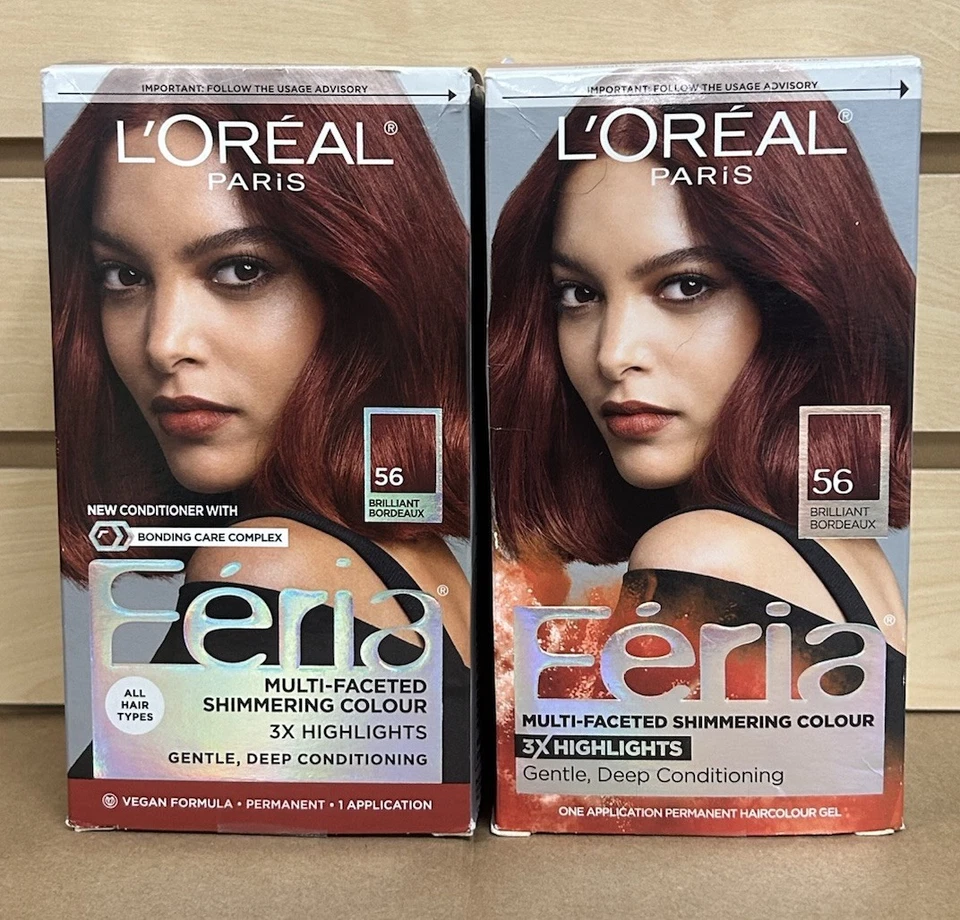 IMPORTANT: FOLLOW THE USAGE ADVISORY
L'ORÉAL®
PARiS
56
BRILLIANT
BORDEAUX
NEW CONDITIONER WITH
BONDING CARE COMPLEX
Féria®
ALL
HAIR
TYPES
MULTI-FACETED
SHIMMERING COLOUR
3X HIGHLIGHTS
GENTLE, DEEP CONDITIONING
VEGAN FORMULA • PERMANENT • 1 APPLICATION
IMPORTANT: FOLLOW THE USAGE ADVISORY
L'ORÉAL®
PARiS
56
BRILLIANT
BORDEAUX
Féria®
MULTI-FACETED SHIMMERING COLOUR
3X HIGHLIGHTS
Gentle, Deep Conditioning
ONE APPLICATION PERMANENT HAIRCOLOUR GEL